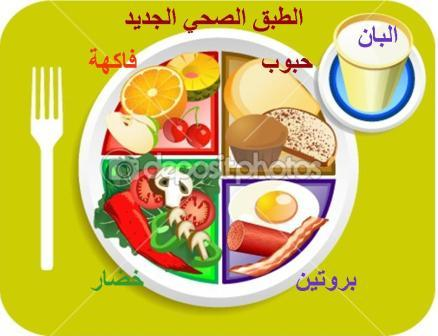 الطبق الصحي الجديد
البان
حبوب
فاكهة
depositphotos
بروتين
خضار